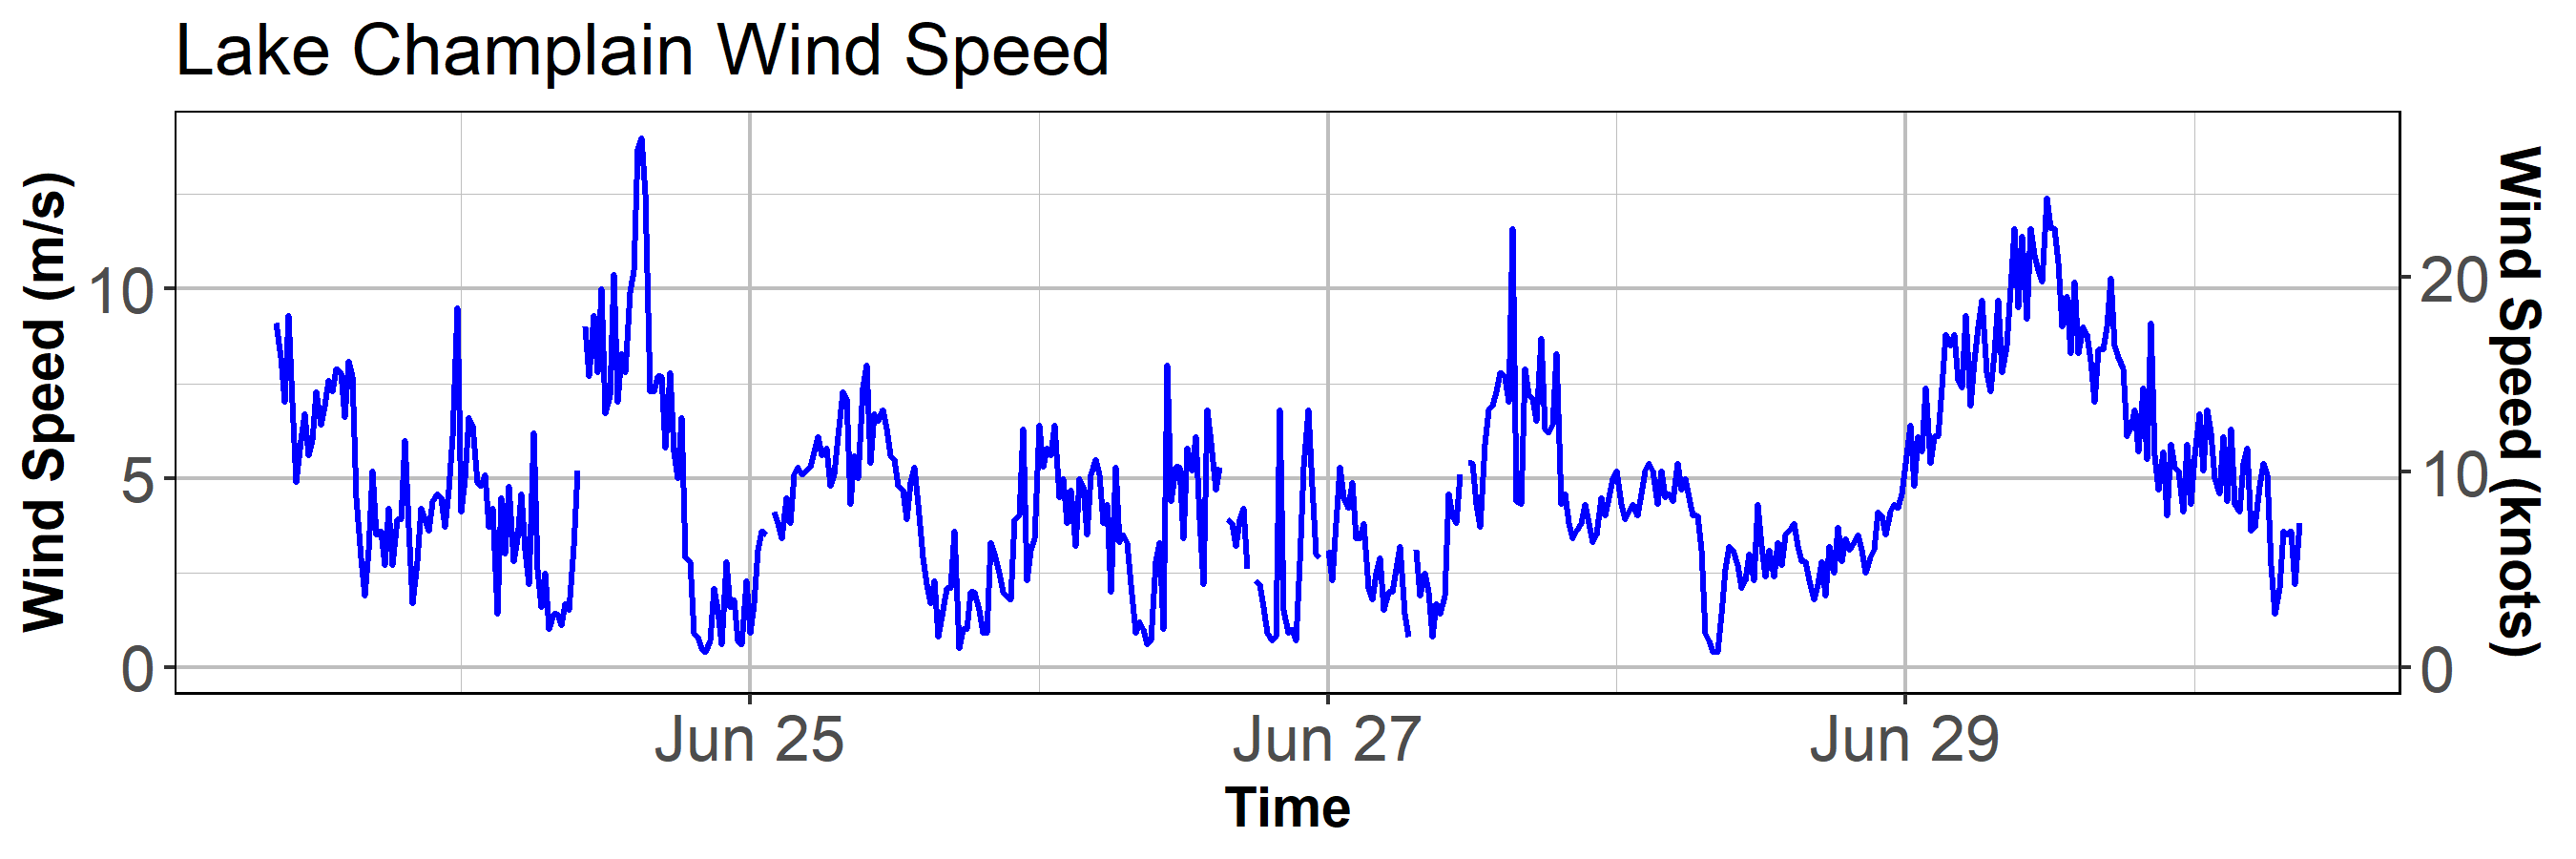 Lake Champlain Wind Speed
Wind Speed (m/s)
10
5
0
20
10
0
Wind Speed (knots)
Jun 25
Jun 27
Jun 29
Time